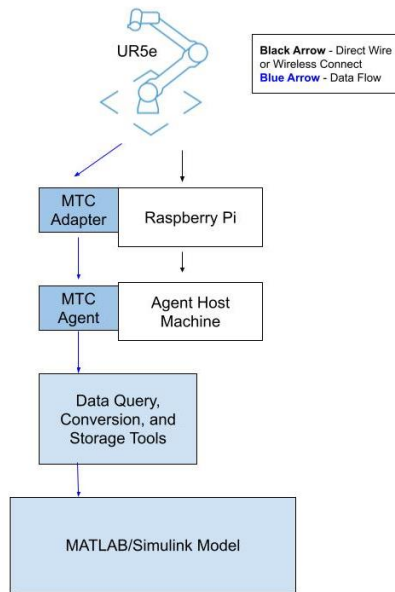 UR5e
Black Arrow - Direct Wire
or Wireless Connect
Blue Arrow - Data Flow
MTC
Adapter
Raspberry Pi
MTC
Agent
Agent Host
Machine
Data Query,
Conversion, and
Storage Tools
MATLAB/Simulink Model